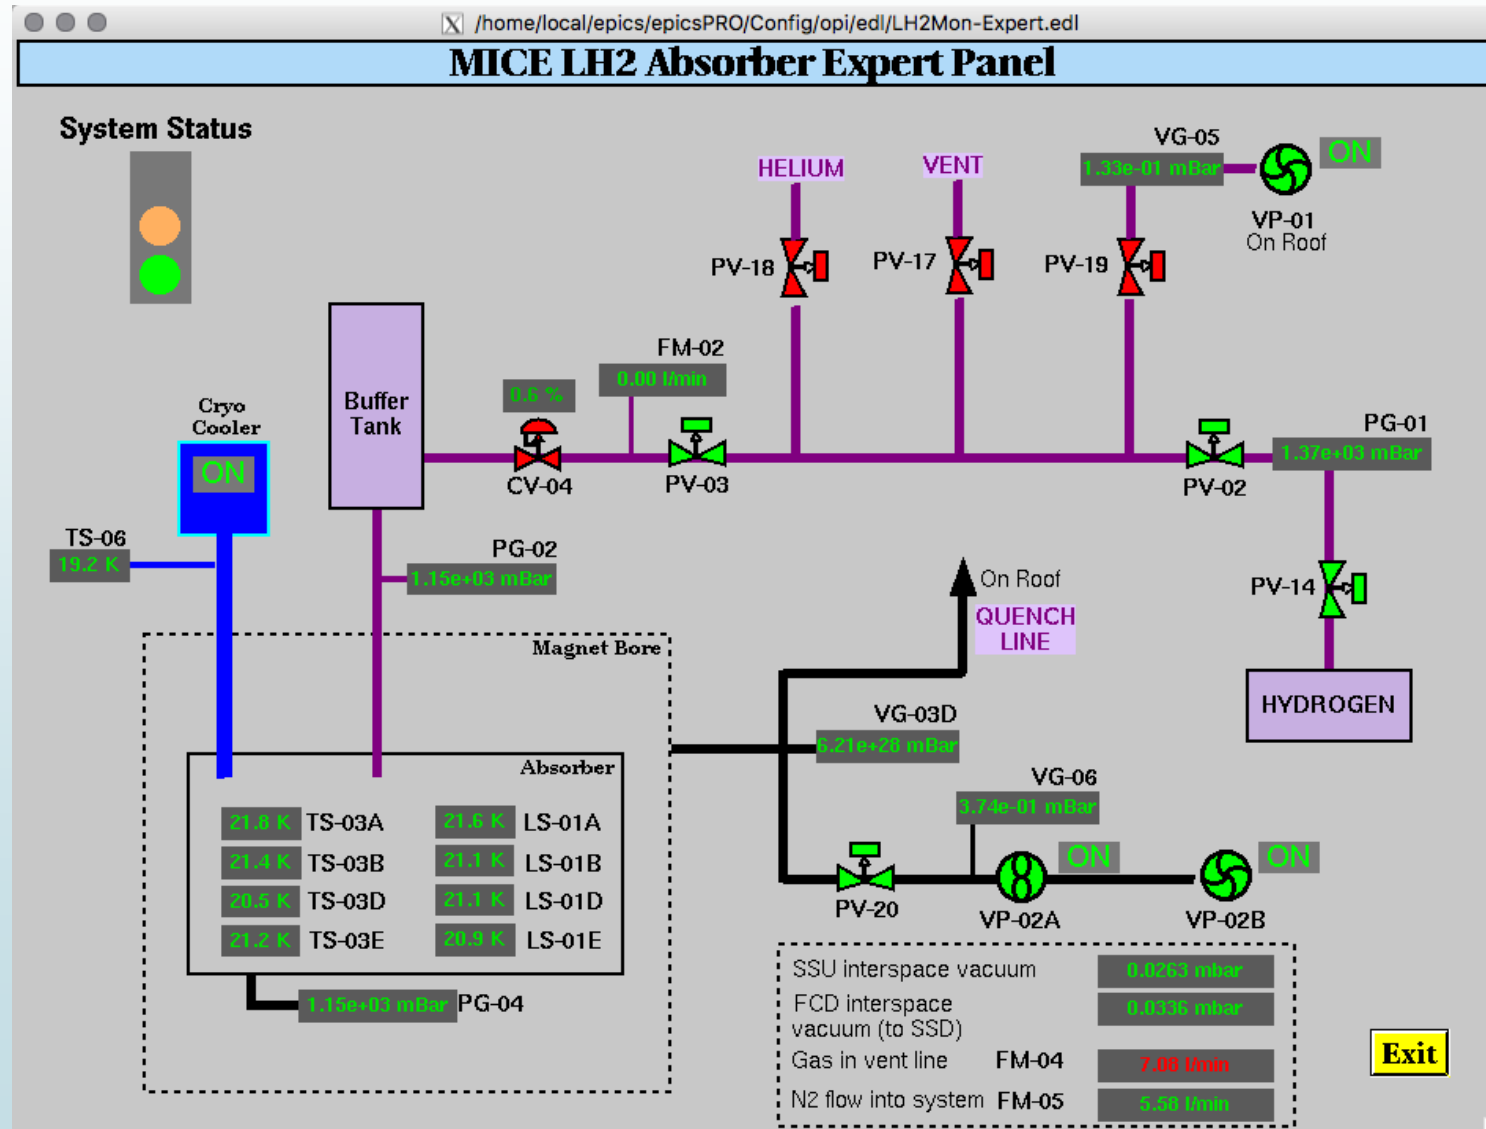 /home/local/epics/epicsPRO/Config/opi/edl/LH2Mon-Expert.edl
MICE LH2 Absorber Expert Panel
System Status
VG-05
1.33e-01 mBar
ON
VP-01
On Roof
HELIUM
VENT
PV-18
PV-17
PV-19
FM-02
0.00 l/min
0.6 %
Buffer
Tank
CV-04
PV-03
PV-02
PG-01
1.37e+03 mBar
Cryo
Cooler
ON
TS-06
19.2 K
PG-02
1.15e+03 mBar
On Roof
QUENCH
LINE
PV-14
HYDROGEN
Magnet Bore
VG-03D
6.21e+28 mBar
VG-06
3.74e-01 mBar
Absorber
21.8 K TS-03A
21.6 K LS-01A
21.4 K TS-03B
21.1 K LS-01B
20.5 K TS-03D
21.1 K LS-01D
21.2 K TS-03E
20.9 K LS-01E
1.15e+03 mBar PG-04
PV-20
ON
VP-02A
ON
VP-02B
SSU interspace vacuum 0.0263 mbar
FCD interspace
vacuum (to SSD) 0.0336 mbar
Gas in vent line FM-04 7.08 l/min
N2 flow into system FM-05 5.58 l/min
Exit